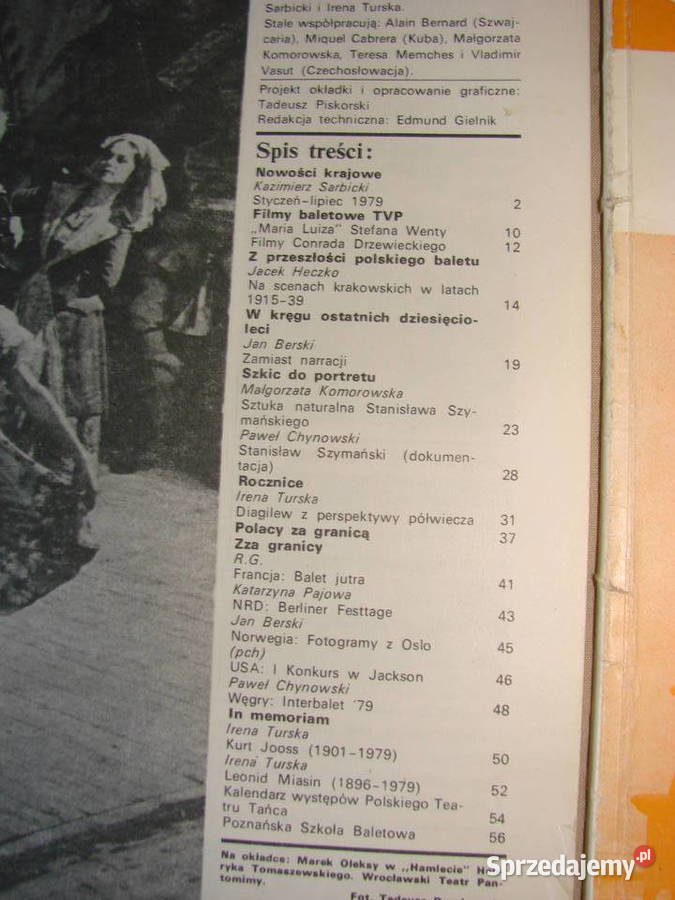 Sarbicki i Irena Turska.
Stale współpracują: Alain Bernard (Szwaj-
caria), Miquel Cabrera (Kuba), Małgorzata
Komorowska, Teresa Memches i Vladimir
Vasut (Czechosłowacja).
Projekt okładki i opracowanie graficzne:
Tadeusz Piskorski
Redakcja techniczna: Edmund Gielnik
Spis treści:
Nowości krajowe
Kazimierz Sarbicki
Styczeń-lipiec 1979 2
Filmy baletowe TVP
„Maria Luiza" Stefana Wenty 10
Filmy Conrada Drzewieckiego 12
Z przeszłości polskiego baletu
Jacek Heczko
Na scenach krakowskich w latach
1915-39 14
W kręgu ostatnich dziesięcio-
leci
Jan Berski
Zamiast narracji 19
Szkic do portretu
Małgorzata Komorowska
Sztuka naturalna Stanisława Szy-
mańskiego 23
Paweł Chynowski
Stanisław Szymański (dokumen-
tacja) 28
Rocznice
Irena Turska
Diagilew z perspektywy półwiecza 31
Polacy za granicą 37
Zza granicy
R.G.
Francja: Balet jutra 41
Katarzyna Pajowa
NRD: Berliner Festtage 43
Jan Berski
Norwegia: Fotogramy z Oslo 45
(pch)
USA: I Konkurs w Jackson 46
Paweł Chynowski
Węgry: Interbalet '79 48
In memoriam
Irena Turska
Kurt Jooss (1901-1979) 50
Irena Turska
Leonid Miasin (1896-1979) 52
Kalendarz występów Polskiego Tea-
tru Tańca 54
Poznańska Szkoła Baletowa 56
Na okładce: Marek Oleksy w „Hamlecie"
ryka Tomaszewskiego. Wrocławski Teatr Pan-
tomimy.
Fot. Tadeusz
Sprzedajemy.pl